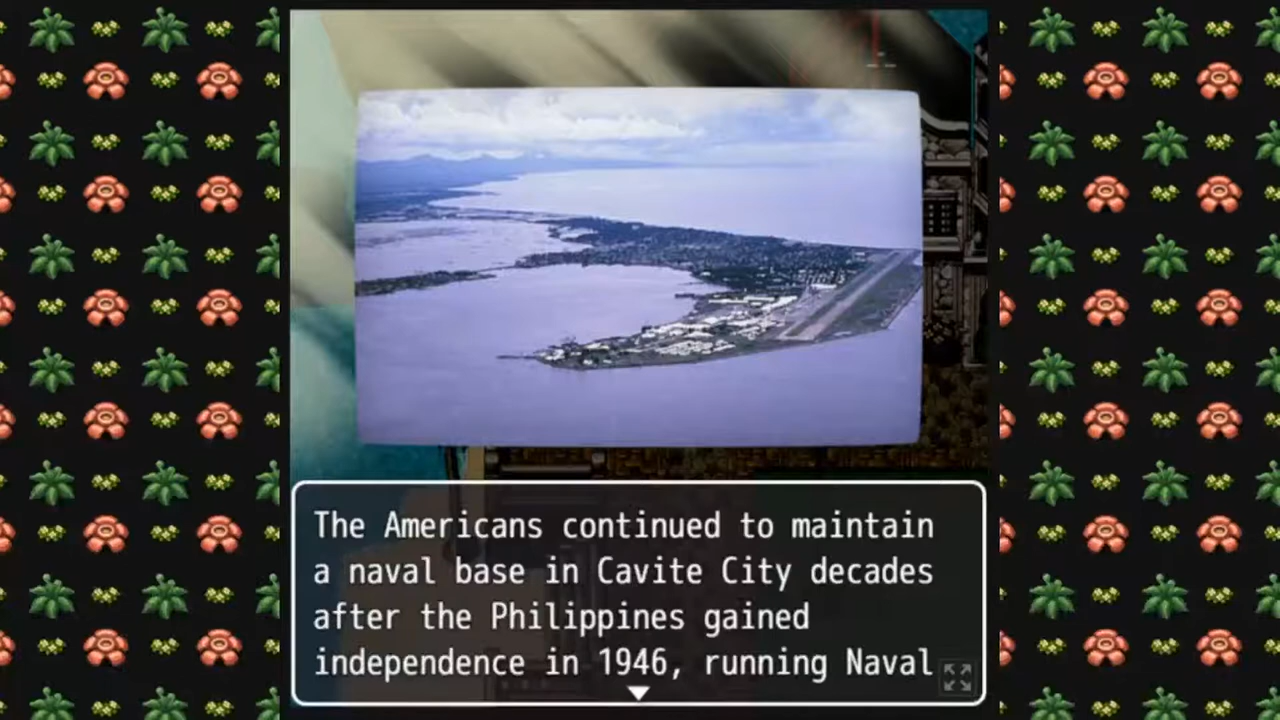 The Americans continued to maintain
a naval base in Cavite City decades
after the Philippines gained
independence in 1946, running Naval